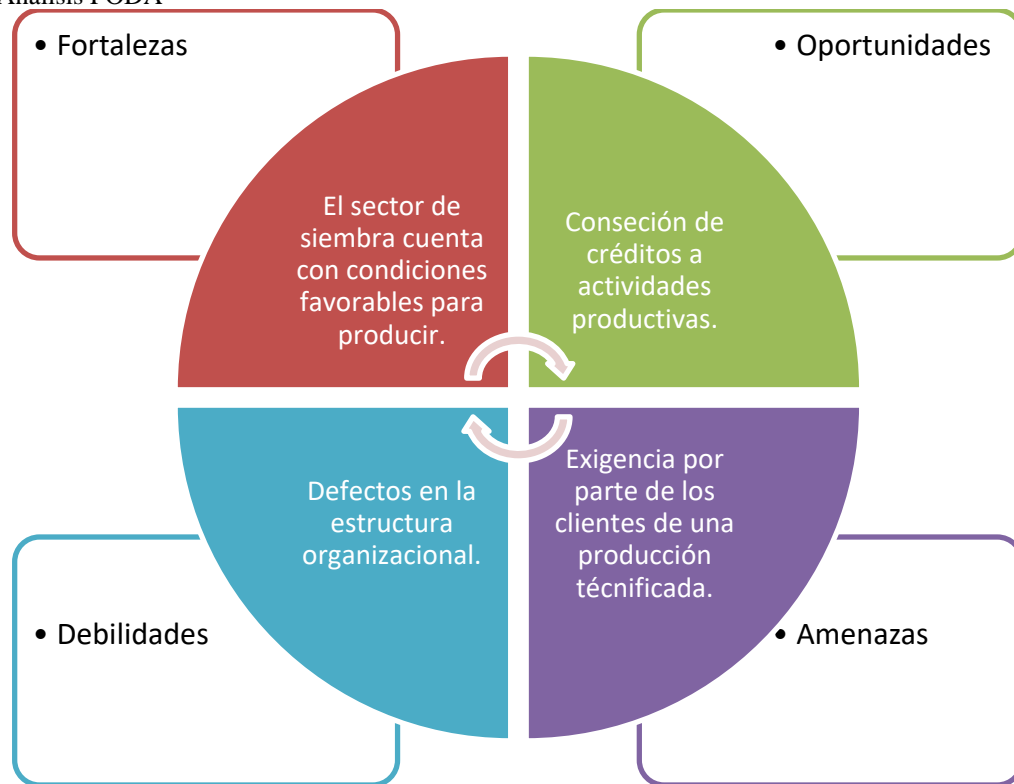 Análisis FODA
• Fortalezas
• Oportunidades
El sector de
siembra cuenta
con condiciones
favorables para
producir.
Conseción de
créditos a
actividades
productivas.
Defectos en la
estructura
organizacional.
Exigencia por
parte de los
clientes de una
producción
técnificada.
• Debilidades
• Amenazas